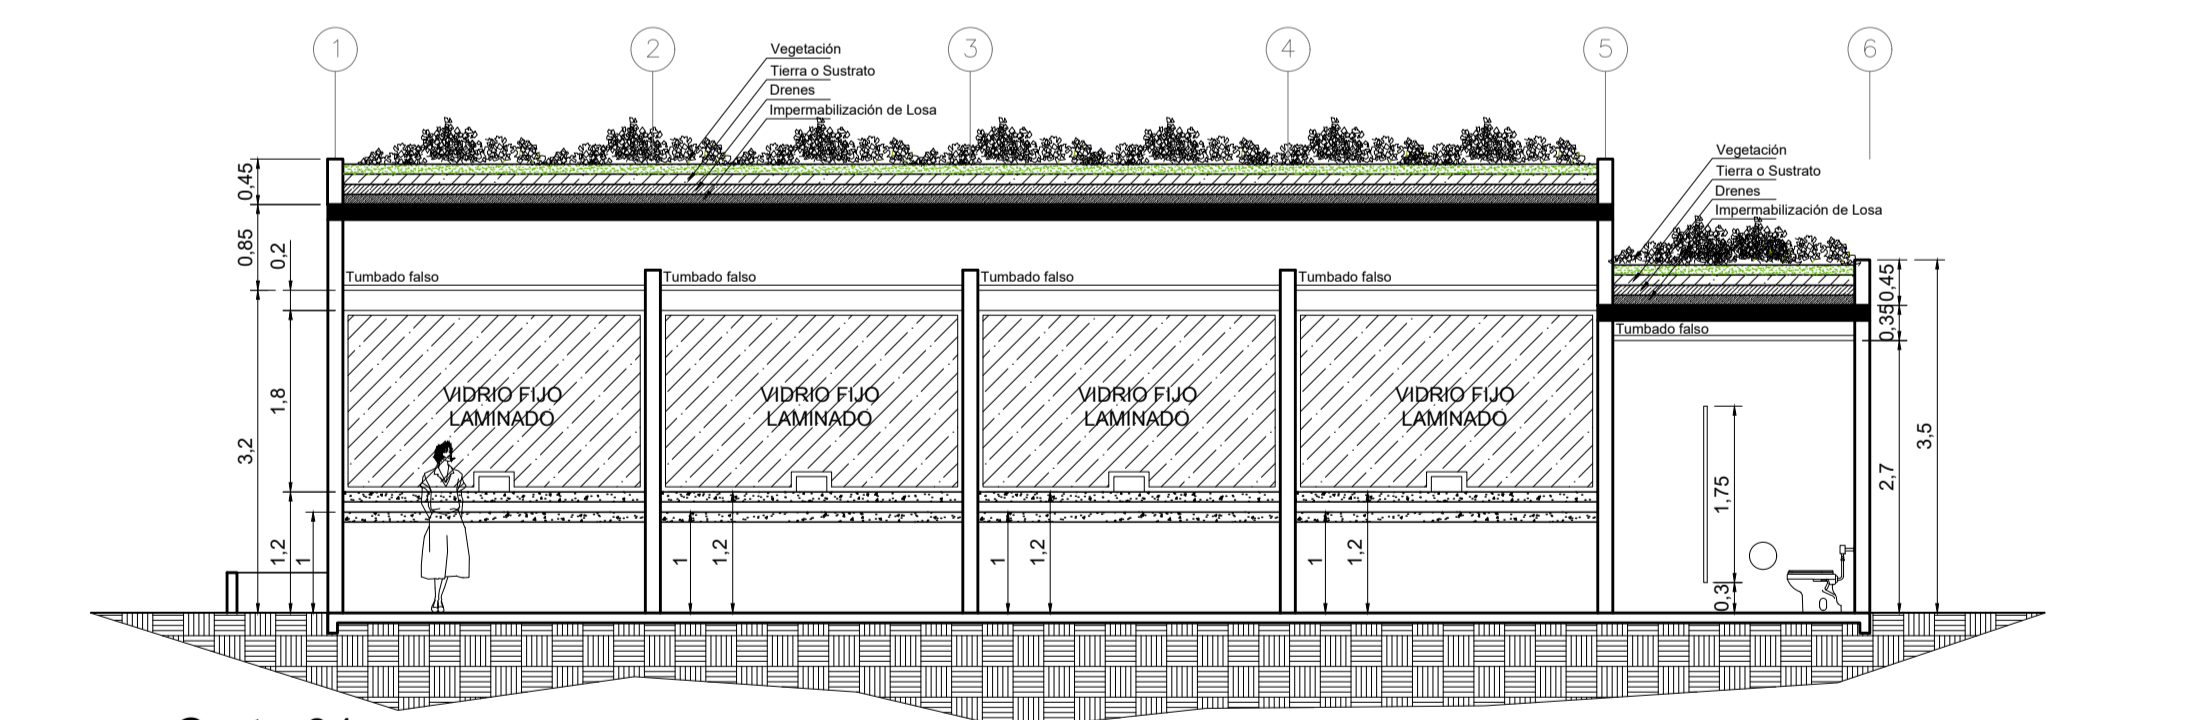 1
2
3
4
5
6
Vegetación
Tierra o Sustrato
Drenes
Impermabilización de Losa
Vegetación
Tierra o Sustrato
Drenes
Impermabilización de Losa
0,45
0,85
0,2
3,2
1,8
1,2
1
Tumbado falso
Tumbado falso
Tumbado falso
Tumbado falso
Tumbado falso
VIDRIO FIJO
LAMINADO
VIDRIO FIJO
LAMINADO
VIDRIO FIJO
LAMINADO
VIDRIO FIJO
LAMINADO
1
1,2
1
1,2
1
1,2
1,75
0,3
0,45
0,35
2,7
3,5